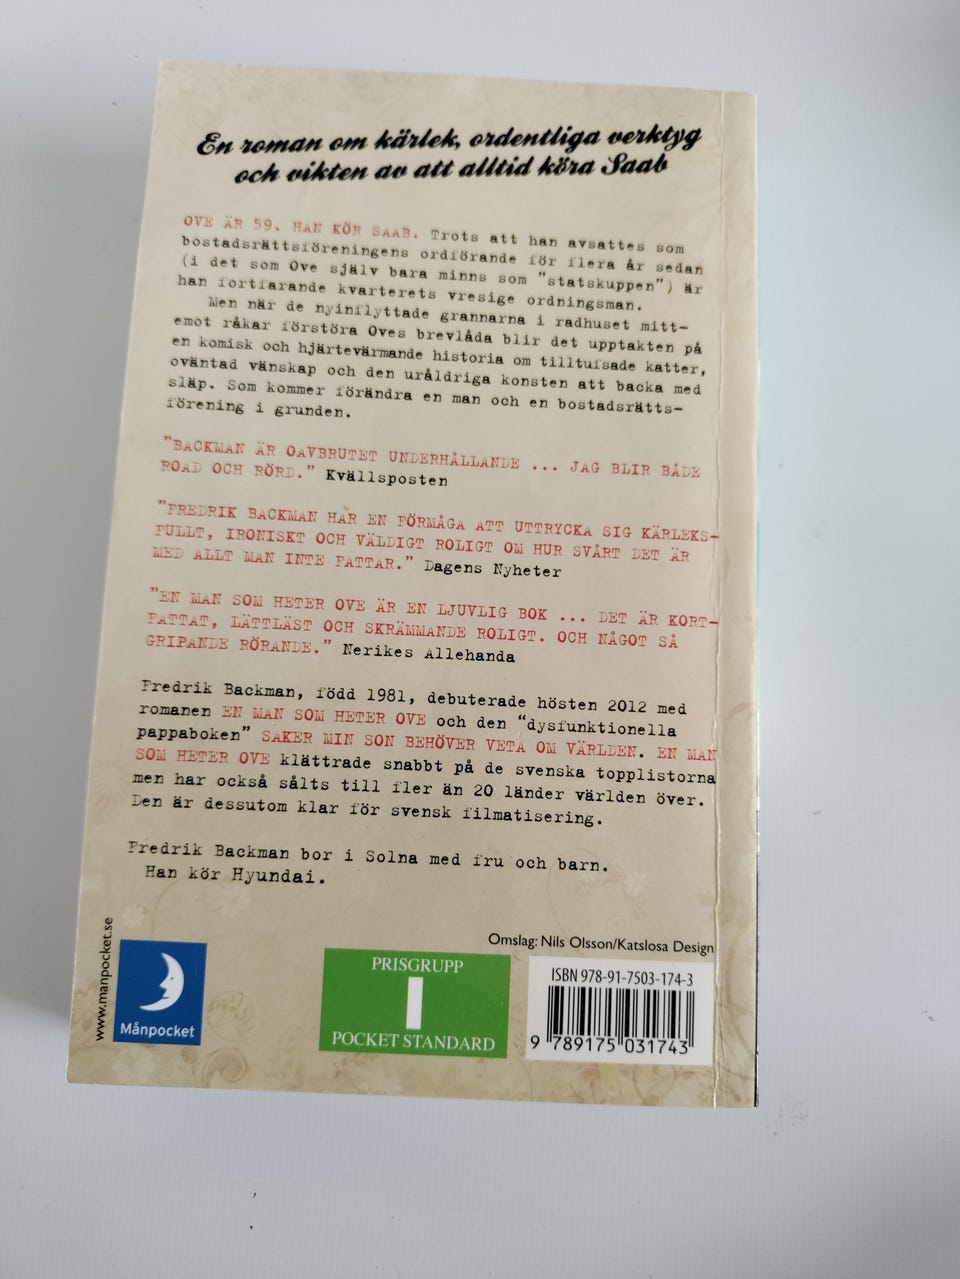 En roman om kärlek, ordentliga verktyg
och vikten av att alltid köra Saab
OVE ÄR 59. HAN KÖR SAAB. Trots att han avsattes som
bostadsrättsföreningens ordförande för flera år sedan
(i det som Ove själv bara minns som "statskuppen") är
han fortfarande kvarterets vresige ordningsman.
Men när de nyinflyttade grannarna i radhuset mitt-
emot råkar förstöra Oves brevlåda blir det upptakten på
en komisk och hjärtevärmande historia om tilltufsade katter,
oväntad vänskap och den uråldriga konsten att backa med
släp. Som kommer förändra en man och en bostadsrätts-
förening i grunden.
"BACKMAN ÄR OAVBRUTET UNDERHÅLLANDE ... JAG BLIR BÅDE
ROAD OCH RÖRD." Kvällsposten
"FREDRIK BACKMAN HAR EN FÖRMÅGA ATT UTTRYCKA SIG KÄRLEKS-
FULLT, IRONISKT OCH VÄLDIGT ROLIGT OM HUR SVÅRT DET ÄR
MED ALLT MAN INTE FATTAR." Dagens Nyheter
"EN MAN SOM HETER OVE ÄR EN LJUVLIG BOK ... DET ÄR KORT-
FATTAT, LÄTTLÄST OCH SKRÄMMANDE ROLIGT. OCH NÅGOT SÅ
GRIPANDE RÖRANDE." Nerikes Allehanda
Fredrik Backman, född 1981, debuterade hösten 2012 med
romanen EN MAN SOM HETER OVE och den "dysfunktionella
pappaboken" SAKER MIN SON BEHÖVER VETA OM VÄRLDEN. EN MAN
SOM HETER OVE klättrade snabbt på de svenska topplistorna
men har också sålts till fler än 20 länder världen över.
Den är dessutom klar för svensk filmatisering.
Fredrik Backman bor i Solna med fru och barn.
Han kör Hyundai.
Omslag: Nils Olsson/Katslosa Design
www.manpocket.se
Månpocket
PRISGRUPP
1
POCKET STANDARD
ISBN 978-91-7503-174-3
9 789175 031743